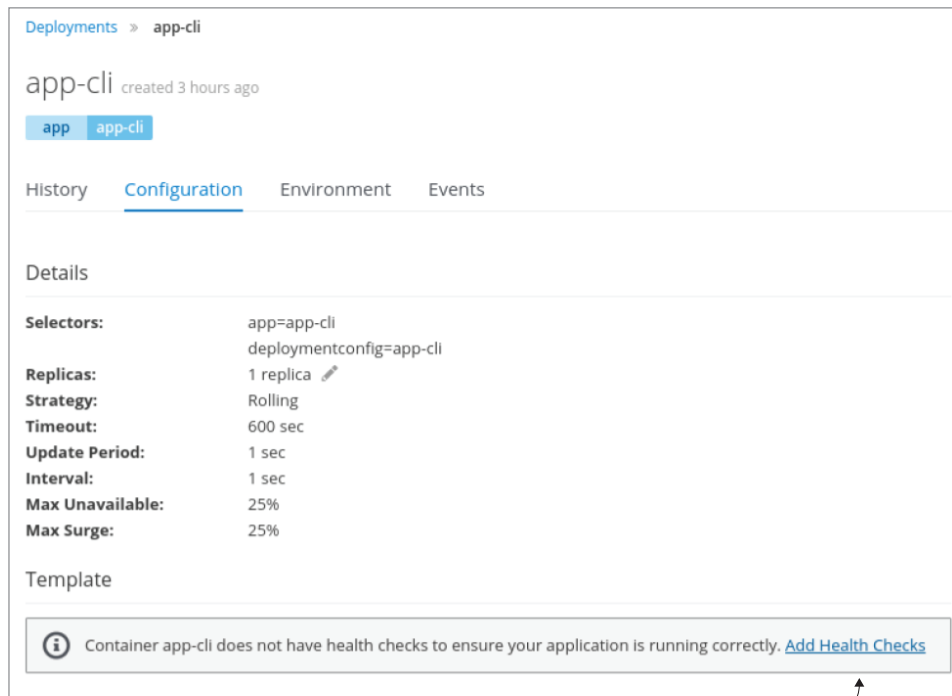 Deployments » app-cli
app-cli created 3 hours ago
app app-cli
History Configuration Environment Events
Details
Selectors: app=app-cli
deploymentconfig=app-cli
Replicas: 1 replica
Strategy: Rolling
Timeout: 600 sec
Update Period: 1 sec
Interval: 1 sec
Max Unavailable: 25%
Max Surge: 25%
Template
Container app-cli does not have health checks to ensure your application is running correctly. Add Health Checks